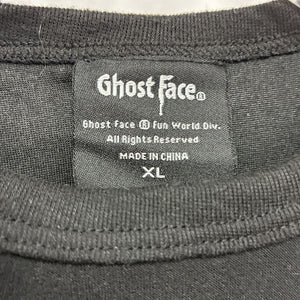 Ghost Face®
Ghost Face ® Fun World Div.
All Rights Reserved
MADE IN CHINA
XL